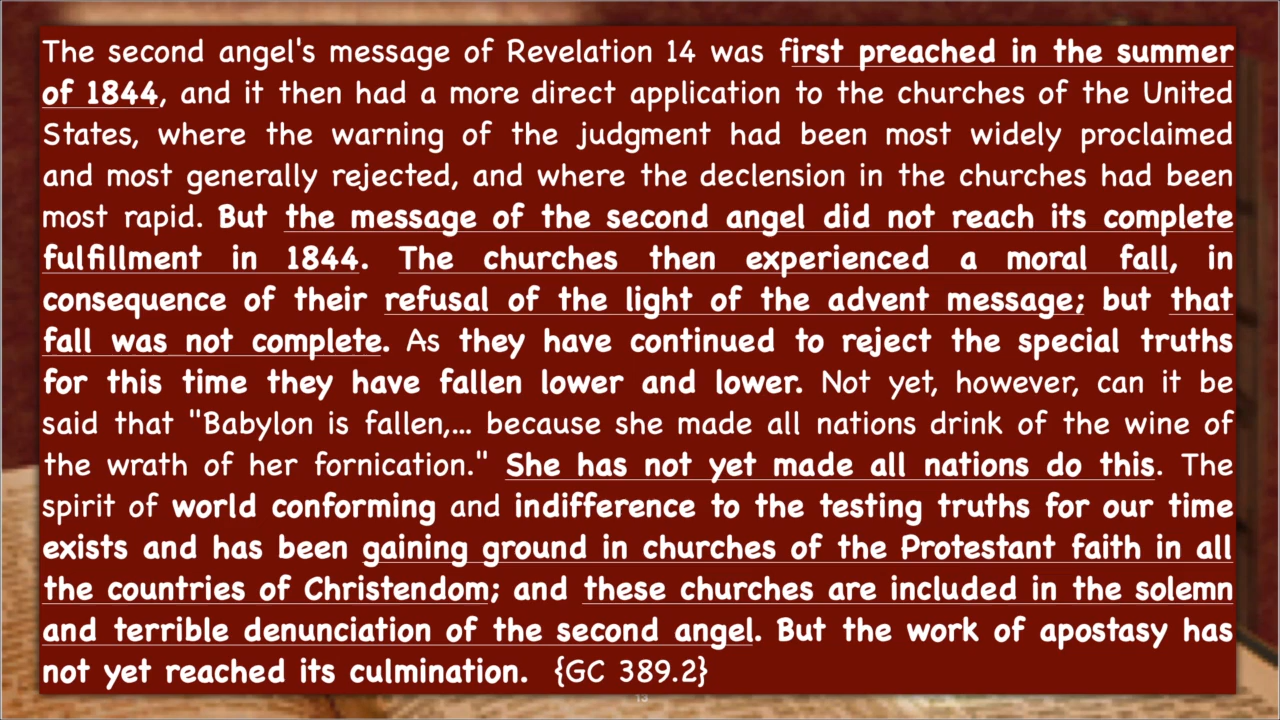 The second angel's message of Revelation 14 was first preached in the summer
of 1844, and it then had a more direct application to the churches of the United
States, where the warning of the judgment had been most widely proclaimed
and most generally rejected, and where the declension in the churches had been
most rapid. But the message of the second angel did not reach its complete
fulfillment in 1844. The churches then experienced a moral fall, in
consequence of their refusal of the light of the advent message; but that
fall was not complete. As they have continued to reject the special truths
for this time they have fallen lower and lower. Not yet, however, can it be
said that "Babylon is fallen,... because she made all nations drink of the wine of
the wrath of her fornication." She has not yet made all nations do this. The
spirit of world conforming and indifference to the testing truths for our time
exists and has been gaining ground in churches of the Protestant faith in all
the countries of Christendom; and these churches are included in the solemn
and terrible denunciation of the second angel. But the work of apostasy has
not yet reached its culmination. {GC 389.2}
13